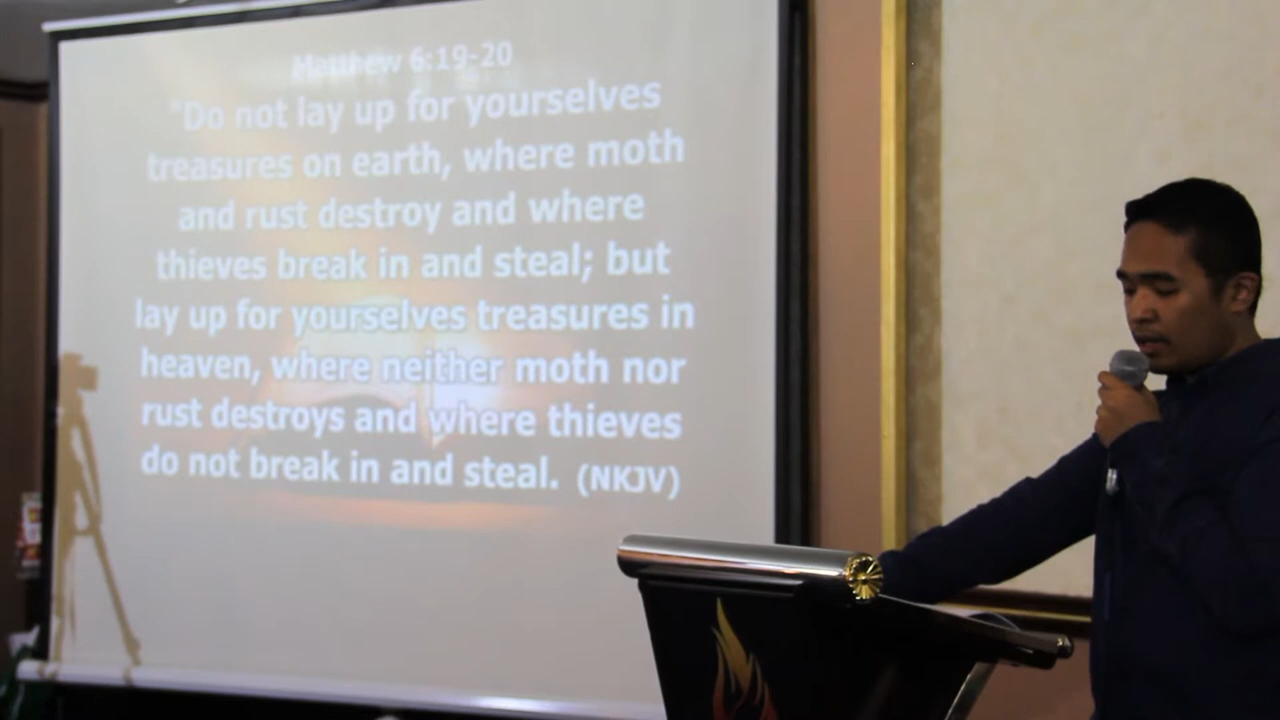 Matthew 6:19-20
"Do not lay up for yourselves
treasures on earth, where moth
and rust destroy and where
thieves break in and steal; but
lay up for yourselves treasures in
heaven, where neither moth nor
rust destroys and where thieves
do not break in and steal. (NKJV)